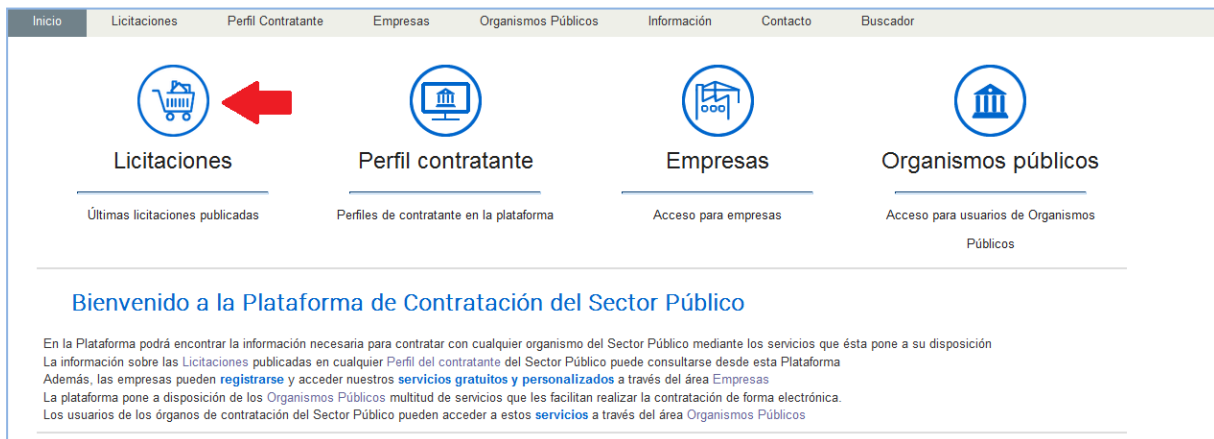 Inicio Licitaciones Perfil Contratante Empresas Organismos Públicos Información Contacto Buscador
Licitaciones Perfil contratante Empresas Organismos públicos
Últimas licitaciones publicadas Perfiles de contratante en la plataforma Acceso para empresas Acceso para usuarios de Organismos
Públicos
Bienvenido a la Plataforma de Contratación del Sector Público
En la Plataforma podrá encontrar la información necesaria para contratar con cualquier organismo del Sector Público mediante los servicios que ésta pone a su disposición
La información sobre las Licitaciones publicadas en cualquier Perfil del contratante del Sector Público puede consultarse desde esta Plataforma
Además, las empresas pueden registrarse y acceder nuestros servicios gratuitos y personalizados a través del área Empresas
La plataforma pone a disposición de los Organismos Públicos multitud de servicios que les facilitan realizar la contratación de forma electrónica.
Los usuarios de los órganos de contratación del Sector Público pueden acceder a estos servicios a través del área Organismos Públicos